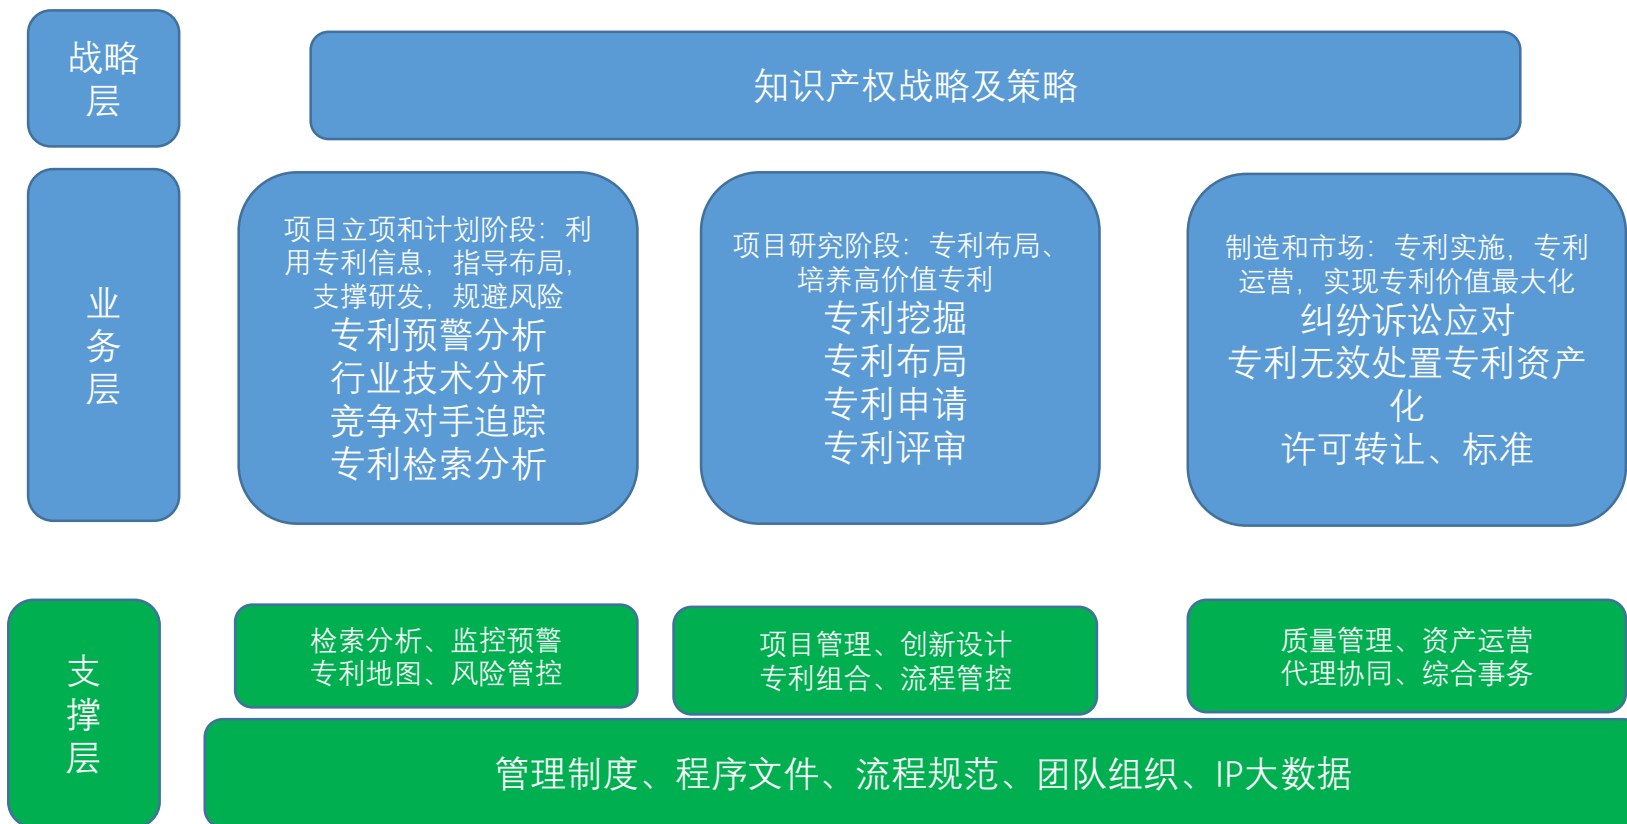 战略
层
知识产权战略及策略
业
务
层
项目立项和计划阶段：利
用专利信息，指导布局，
支撑研发，规避风险
专利预警分析
行业技术分析
竞争对手追踪
专利检索分析
项目研究阶段：专利布局、
培养高价值专利
专利挖掘
专利布局
专利申请
专利评审
制造和市场：专利实施，专利
运营，实现专利价值最大化
纠纷诉讼应对
专利无效处置专利资产
化
许可转让、标准
支
撑
层
检索分析、监控预警
专利地图、风险管控
项目管理、创新设计
专利组合、流程管控
质量管理、资产运营
代理协同、综合事务
管理制度、程序文件、流程规范、团队组织、IP大数据